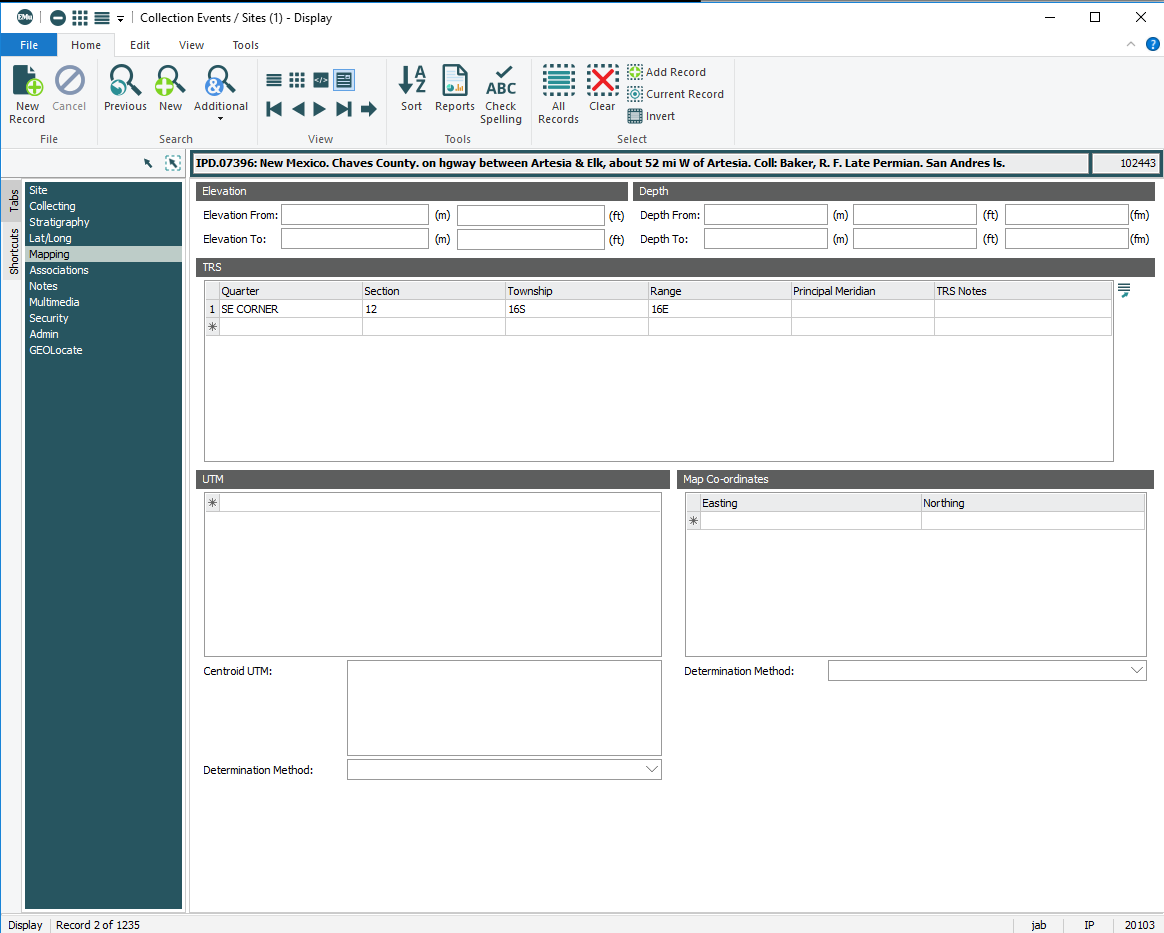 EMu Collection Events / Sites (1) - Display
File Home Edit View Tools ?
New Record Cancel Previous New Additional Sort Reports Check Spelling All Records Clear
A Z ABC & </>
Add Record
Current Record
Invert
File Search View Tools Select
IPD.07396: New Mexico. Chaves County. on hgway between Artesia & Elk, about 52 mi W of Artesia. Coll: Baker, R. F. Late Permian. San Andres ls. 102443
Tabs
Shortcuts
Site
Collecting
Stratigraphy
Lat/Long
Mapping
Associations
Notes
Multimedia
Security
Admin
GEOLocate
Elevation Depth
Elevation From: (m) (ft) Depth From: (m) (ft) (fm)
Elevation To: (m) (ft) Depth To: (m) (ft) (fm)
TRS
Quarter Section Township Range Principal Meridian TRS Notes
1 SE CORNER 12 16S 16E
*
UTM Map Co-ordinates
* Easting Northing
*
Centroid UTM: Determination Method:
Determination Method:
Display Record 2 of 1235 jab IP 20103